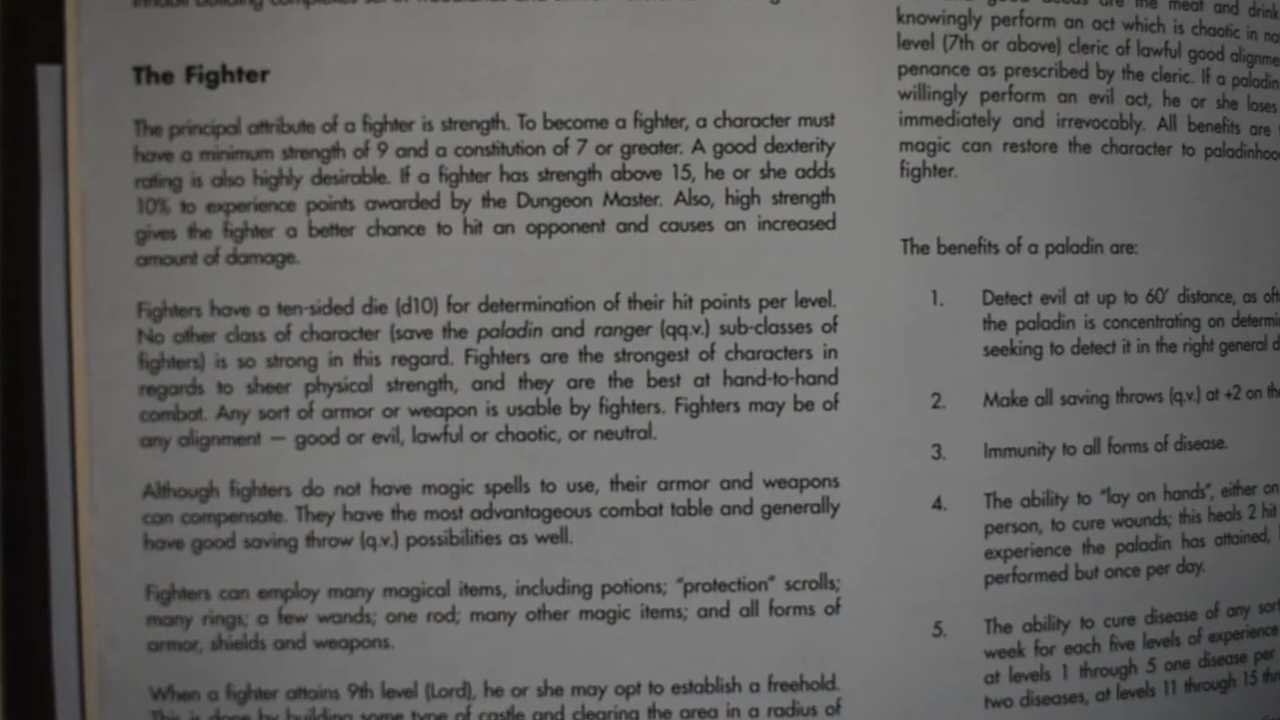 The Fighter
The principal attribute of a fighter is strength. To become a fighter, a character must
have a minimum strength of 9 and a constitution of 7 or greater. A good dexterity
rating is also highly desirable. If a fighter has strength above 15, he or she adds
10% to experience points awarded by the Dungeon Master. Also, high strength
gives the fighter a better chance to hit an opponent and causes an increased
amount of damage.
Fighters have a ten-sided die (d10) for determination of their hit points per level.
No other class of character (save the paladin and ranger (qq.v.) sub-classes of
fighters) is so strong in this regard. Fighters are the strongest of characters in
regards to sheer physical strength, and they are the best at hand-to-hand
combat. Any sort of armor or weapon is usable by fighters. Fighters may be of
any alignment — good or evil, lawful or chaotic, or neutral.
Although fighters do not have magic spells to use, their armor and weapons
can compensate. They have the most advantageous combat table and generally
have good saving throw (q.v.) possibilities as well.
Fighters can employ many magical items, including potions; "protection" scrolls;
many rings; a few wands; one rod; many other magic items; and all forms of
armor, shields and weapons.
When a fighter attains 9th level (Lord), he or she may opt to establish a freehold.
This is done by building some type of castle and clearing the area in a radius of
are the meat and drink
knowingly perform an act which is chaotic in
level (7th or above) cleric of lawful good
penance as prescribed by the cleric. If a paladin
willingly perform an evil act, he or she loses
immediately and irrevocably. All benefits are
magic can restore the character to
fighter.
The benefits of a paladin are:
1. Detect evil at up to 60' distance, as
the paladin is concentrating on
seeking to detect it in the right general
2. Make all saving throws (q.v.) at +2 on
3. Immunity to all forms of disease.
4. The ability to "lay on hands", either on
person, to cure wounds; this heals 2 hit
experience the paladin has attained,
performed but once per day.
5. The ability to cure disease of any
week for each five levels of experience
at levels 1 through 5 one disease per
two diseases, at levels 11 through 15